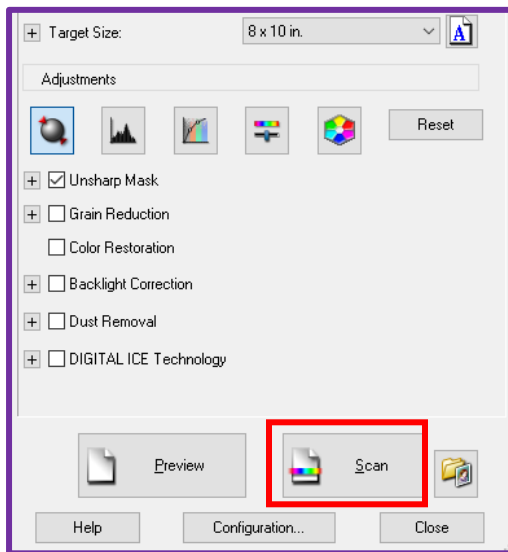 Target Size: 8 x 10 in. A
Adjustments
Reset
Unsharp Mask
Grain Reduction
Color Restoration
Backlight Correction
Dust Removal
DIGITAL ICE Technology
Preview Scan
Help Configuration... Close